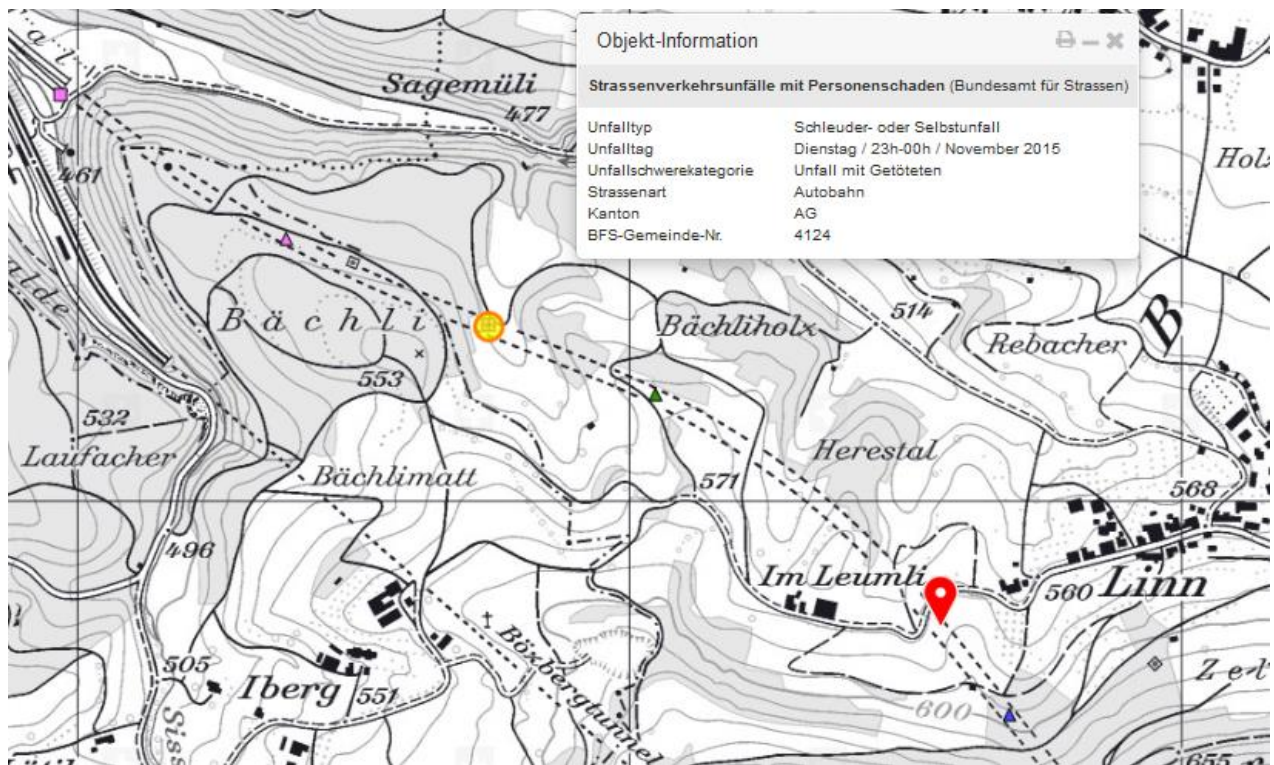 Objekt-Information
Strassenverkehrsunfälle mit Personenschaden (Bundesamt für Strassen)
Unfalltyp Schleuder- oder Selbstunfall
Unfalltag Dienstag / 23h-00h / November 2015
Unfallschwerekategorie Unfall mit Getöteten
Strassenart Autobahn
Kanton AG
BFS-Gemeinde-Nr. 4124
Sagemüli
477
461
Bächli
553
Bächliholz
514
Rebacher
B
532
Laufacher
Bächlimatt
Herestal
571
568
496
Im Leumli
560 Linn
505
Iberg
551
Bözbergtunnel
600
655